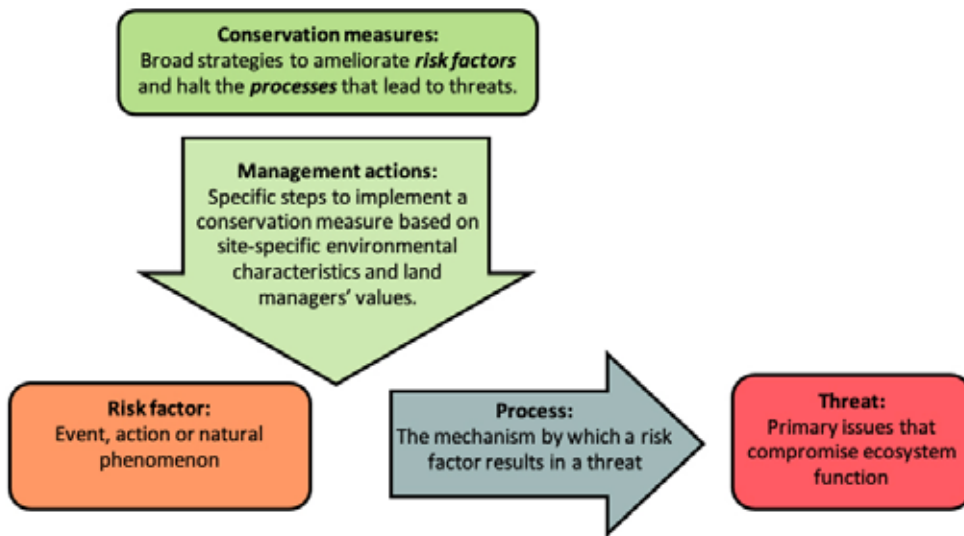 Conservation measures:
Broad strategies to ameliorate risk factors
and halt the processes that lead to threats.
Management actions:
Specific steps to implement a
conservation measure based on
site-specific environmental
characteristics and land
managers' values.
Risk factor:
Event, action or natural
phenomenon
Process:
The mechanism by which a risk
factor results in a threat
Threat:
Primary issues that
compromise ecosystem
function